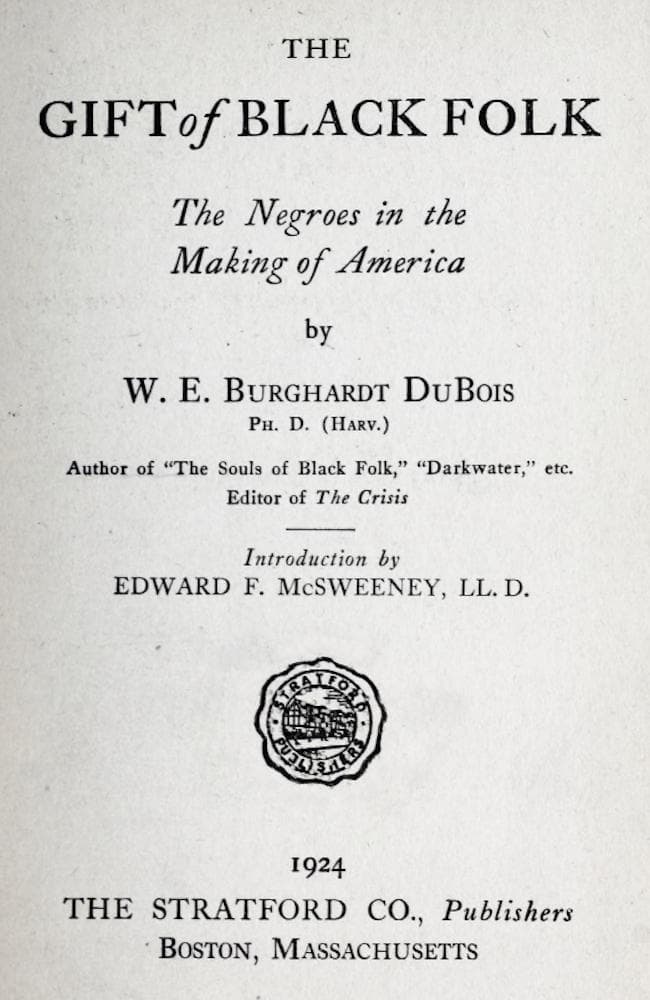 THE
GIFT of BLACK FOLK
The Negroes in the
Making of America
by
W. E. BURGHARDT DUBOIS
PH. D. (HARV.)
Author of “The Souls of Black Folk,” “Darkwater,” etc.
Editor of The Crisis
Introduction by
EDWARD F. McSWEENEY, LL. D.
STRATFORD
PUBLISHERS
1924
THE STRATFORD CO., Publishers
BOSTON, MASSACHUSETTS